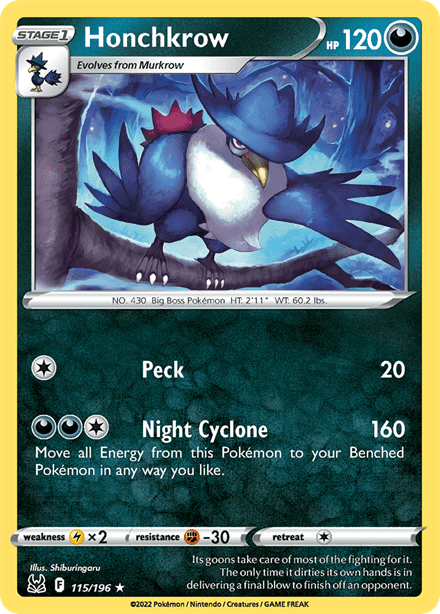 STAGE1
Honchkrow
HP 120
Evolves from Murkrow
NO. 430 Big Boss Pokémon HT: 2'11" WT: 60.2 lbs.
Peck 20
Night Cyclone 160
Move all Energy from this Pokémon to your Benched
Pokémon in any way you like.
weakness ×2 resistance -30 retreat
Illus. Shiburingaru
F 115/196 ★
Its goons take care of most of the fighting for it.
The only time it dirties its own hands is in
delivering a final blow to finish off an opponent.
©2022 Pokémon / Nintendo / Creatures / GAME FREAK